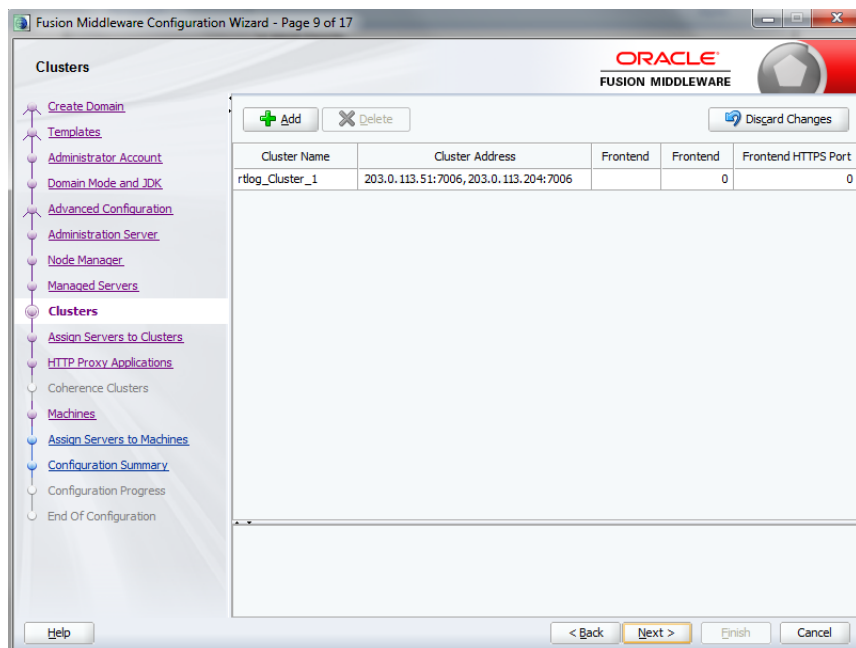 Fusion Middleware Configuration Wizard - Page 9 of 17
Clusters
ORACLE
FUSION MIDDLEWARE
Create Domain
Templates
Administrator Account
Domain Mode and JDK
Advanced Configuration
Administration Server
Node Manager
Managed Servers
Clusters
Assign Servers to Clusters
HTTP Proxy Applications
Coherence Clusters
Machines
Assign Servers to Machines
Configuration Summary
Configuration Progress
End Of Configuration
Add Delete Discard Changes
Cluster Name Cluster Address Frontend Frontend Frontend HTTPS Port
rtlog_Cluster_1 203.0.113.51:7006,203.0.113.204:7006 0 0
Help < Back Next > Finish Cancel